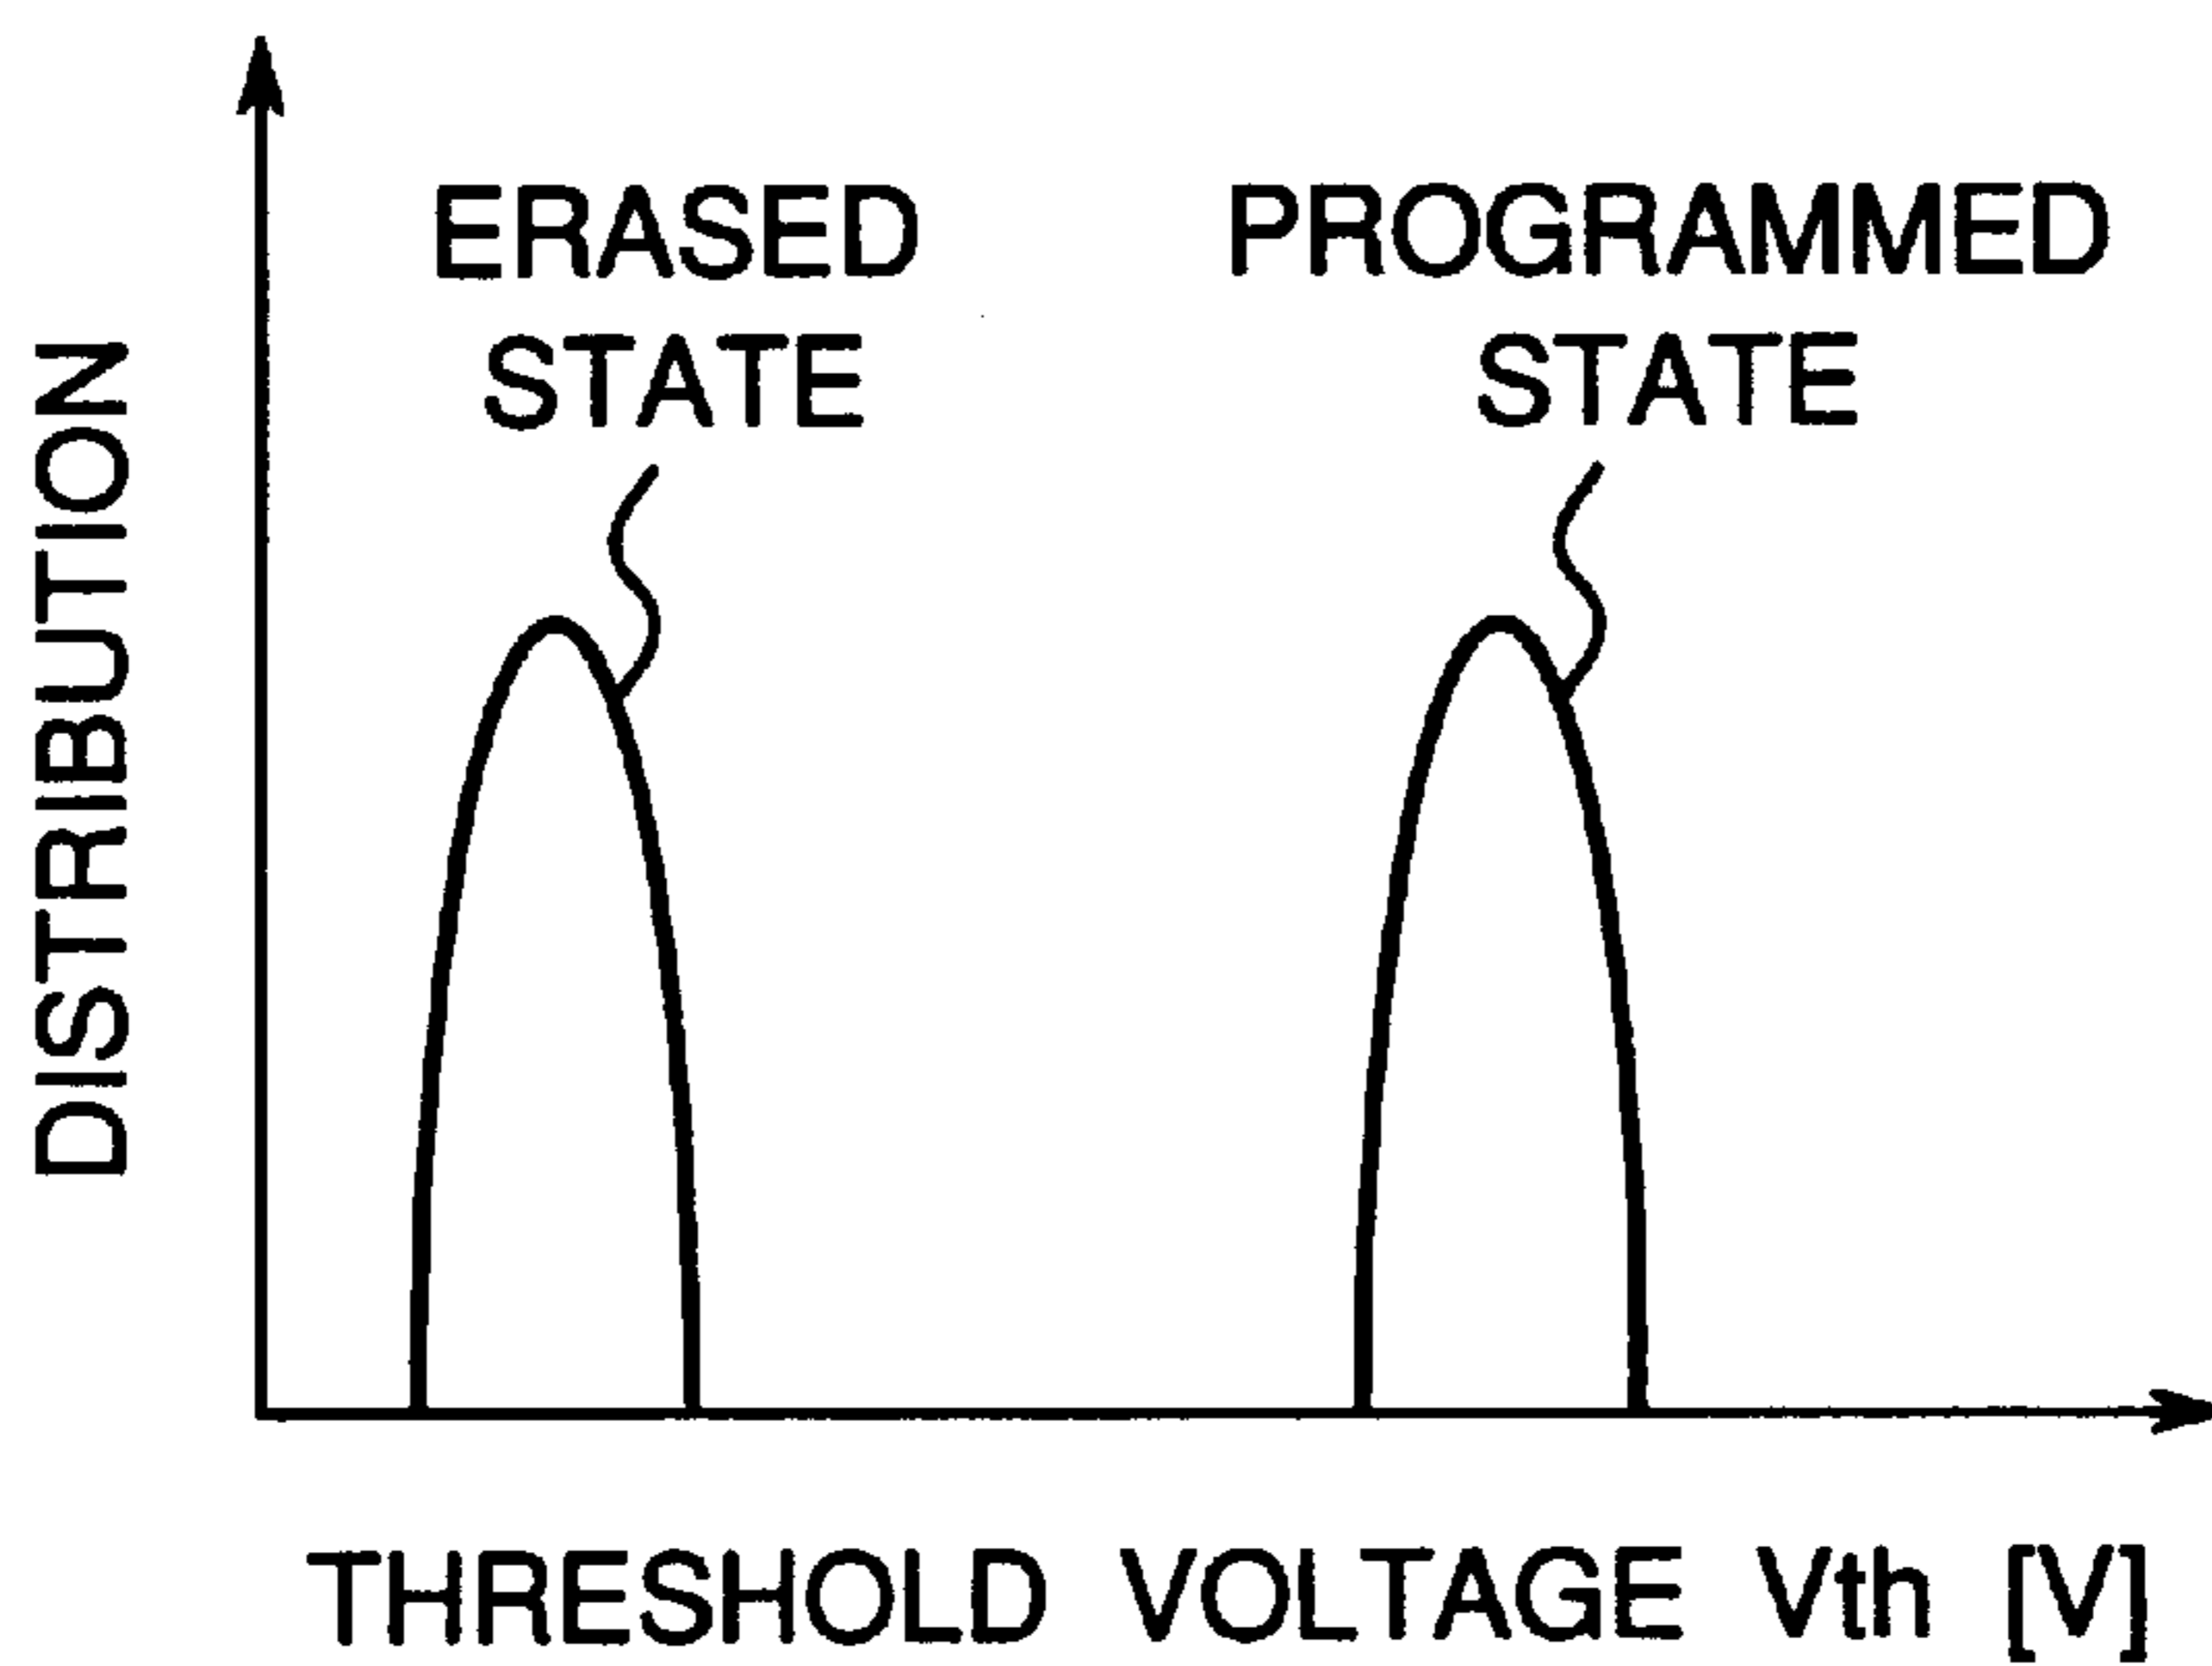 ERASED
STATE
PROGRAMMED
STATE
DISTRIBUTION
THRESHOLD VOLTAGE Vth [V]